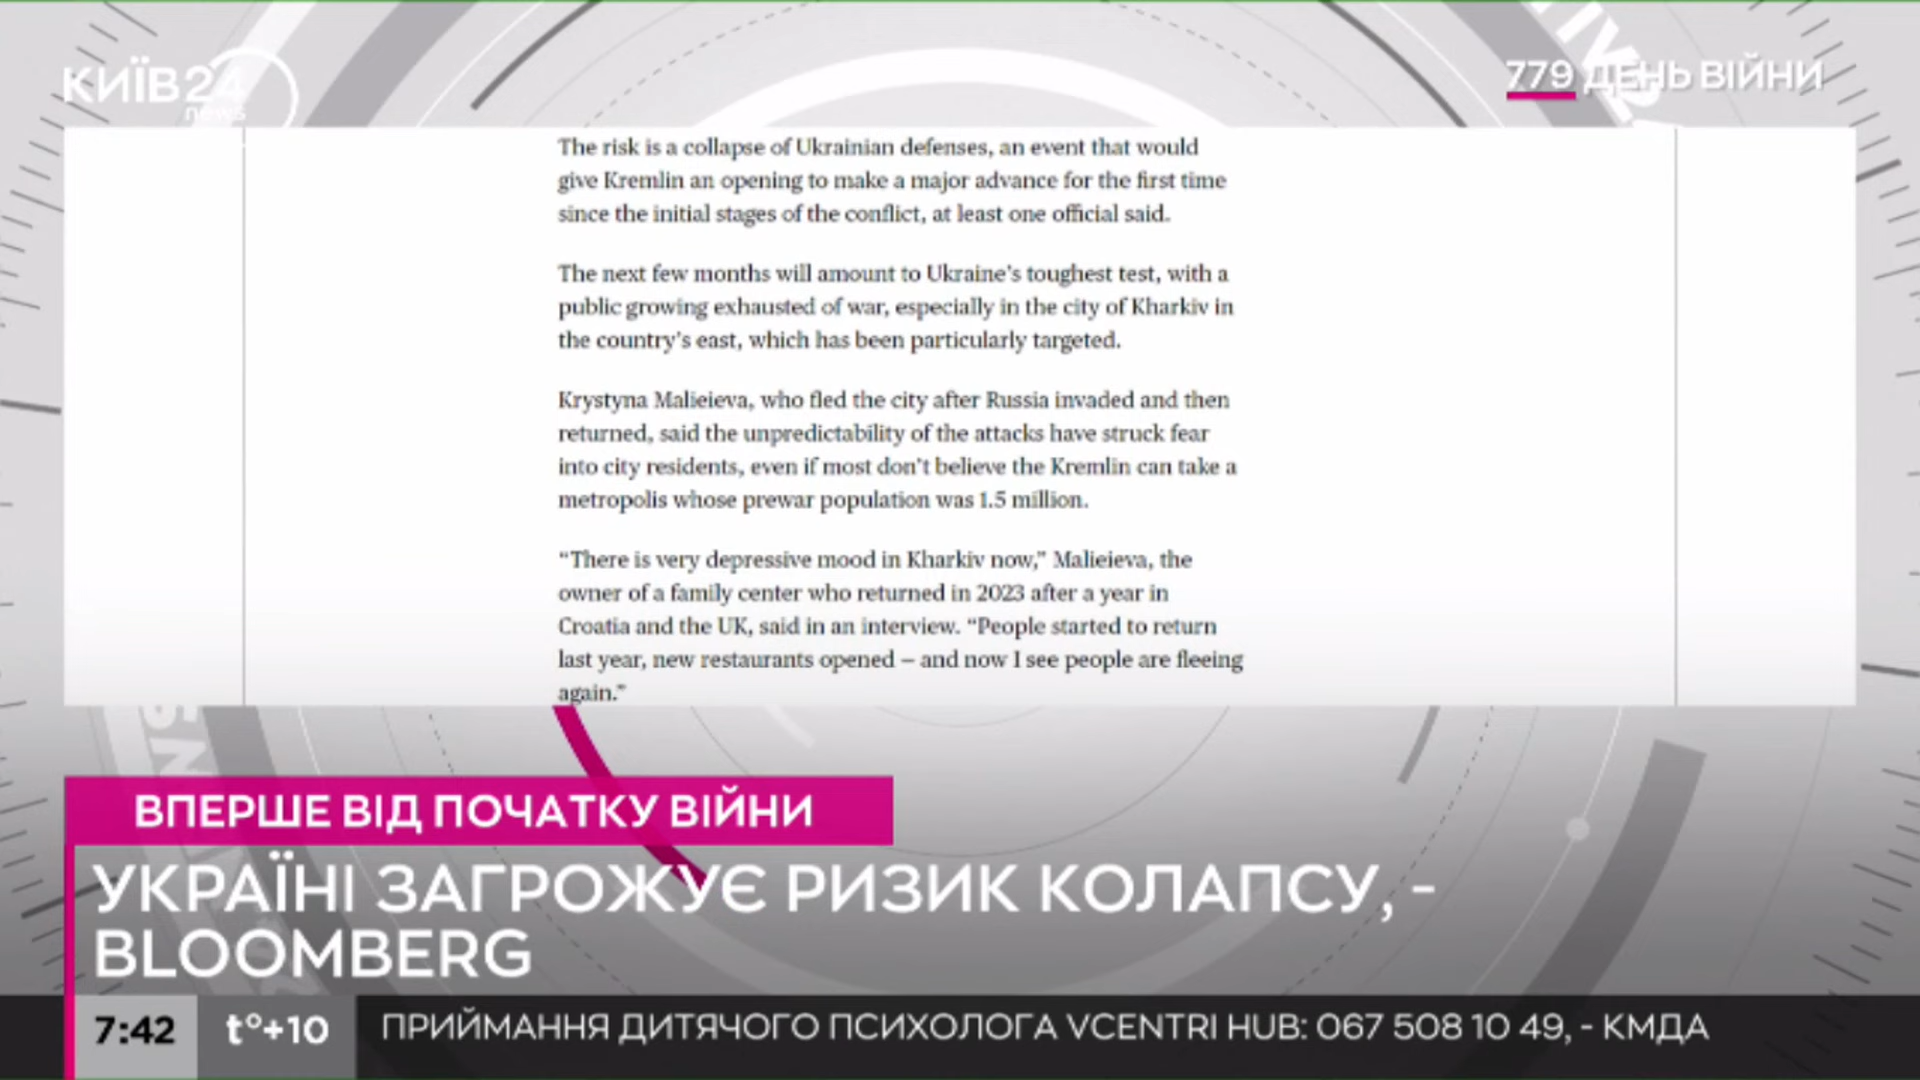 КИЇВ24
news
779 ДЕНЬ ВІЙНИ
The risk is a collapse of Ukrainian defenses, an event that would
give Kremlin an opening to make a major advance for the first time
since the initial stages of the conflict, at least one official said.
The next few months will amount to Ukraine's toughest test, with a
public growing exhausted of war, especially in the city of Kharkiv in
the country's east, which has been particularly targeted.
Krystyna Malieieva, who fled the city after Russia invaded and then
returned, said the unpredictability of the attacks have struck fear
into city residents, even if most don't believe the Kremlin can take a
metropolis whose prewar population was 1.5 million.
“There is very depressive mood in Kharkiv now,” Malieieva, the
owner of a family center who returned in 2023 after a year in
Croatia and the UK, said in an interview. “People started to return
last year, new restaurants opened – and now I see people are fleeing
again.”
ВПЕРШЕ ВІД ПОЧАТКУ ВІЙНИ
УКРАЇНІ ЗАГРОЖУЄ РИЗИК КОЛАПСУ, -
BLOOMBERG
7:42
t°+10
ПРИЙМАННЯ ДИТЯЧОГО ПСИХОЛОГА VCENTRI HUB: 067 508 10 49, - КМДА